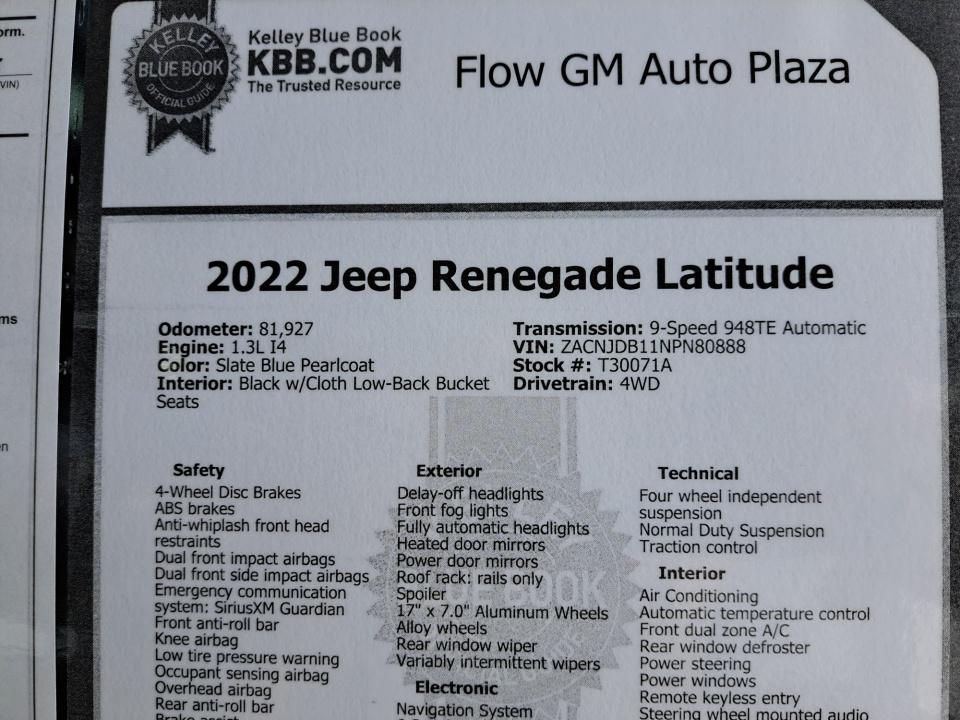 orm.
VIN)
ms
en
KELLEY
BLUE BOOK
OFFICIAL GUIDE
Kelley Blue Book
KBB.COM
The Trusted Resource
Flow GM Auto Plaza
2022 Jeep Renegade Latitude
Odometer: 81,927
Engine: 1.3L I4
Color: Slate Blue Pearlcoat
Interior: Black w/Cloth Low-Back Bucket
Seats
Transmission: 9-Speed 948TE Automatic
VIN: ZACNJDB11NPN80888
Stock #: T30071A
Drivetrain: 4WD
Safety
4-Wheel Disc Brakes
ABS brakes
Anti-whiplash front head
restraints
Dual front impact airbags
Dual front side impact airbags
Emergency communication
system: SiriusXM Guardian
Front anti-roll bar
Knee airbag
Low tire pressure warning
Occupant sensing airbag
Overhead airbag
Rear anti-roll bar
Brake assist
Exterior
Delay-off headlights
Front fog lights
Fully automatic headlights
Heated door mirrors
Power door mirrors
Roof rack: rails only
Spoiler
17" x 7.0" Aluminum Wheels
Alloy wheels
Rear window wiper
Variably intermittent wipers
Electronic
Navigation System
Technical
Four wheel independent
suspension
Normal Duty Suspension
Traction control
Interior
Air Conditioning
Automatic temperature control
Front dual zone A/C
Rear window defroster
Power steering
Power windows
Remote keyless entry
Steering wheel mounted audio